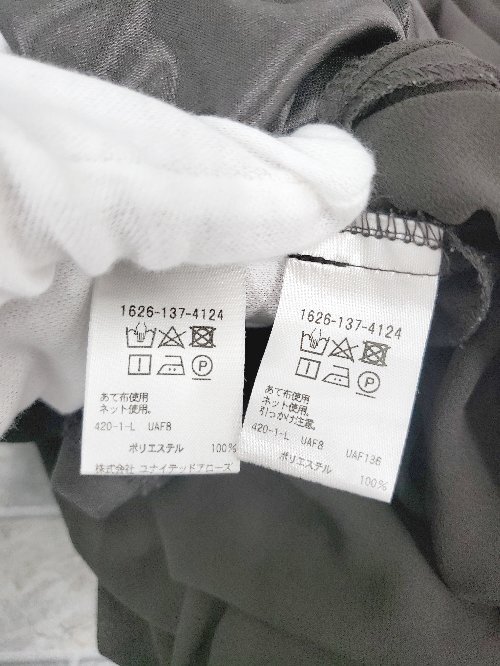 1626-137-4124
あて布使用
ネット使用。
420-1-L UAF8
ポリエステル 100%
株式会社 ユナイテッドアローズ
1626-137-4124
あて布使用
ネット使用。
引っかけ注意。
420-1-L UAF8 UAF136
ポリエステル 100%